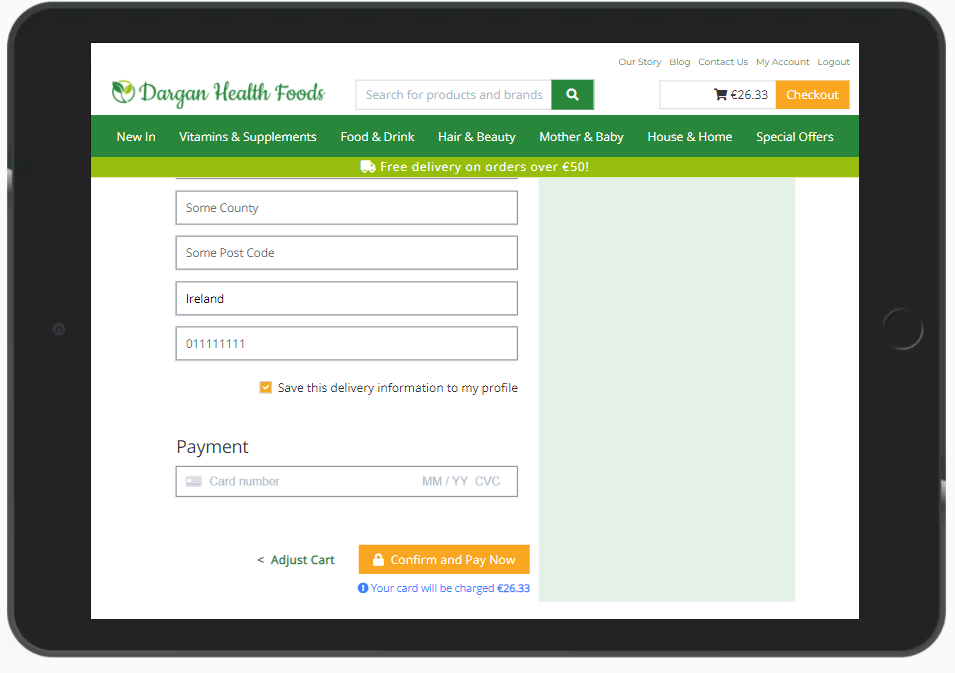 Our Story Blog Contact Us My Account Logout
Dargan Health Foods
Search for products and brands
€26.33
Checkout
New In Vitamins & Supplements Food & Drink Hair & Beauty Mother & Baby House & Home Special Offers
Free delivery on orders over €50!
Some County
Some Post Code
Ireland
011111111
Save this delivery information to my profile
Payment
Card number MM / YY CVC
< Adjust Cart
Confirm and Pay Now
Your card will be charged €26.33